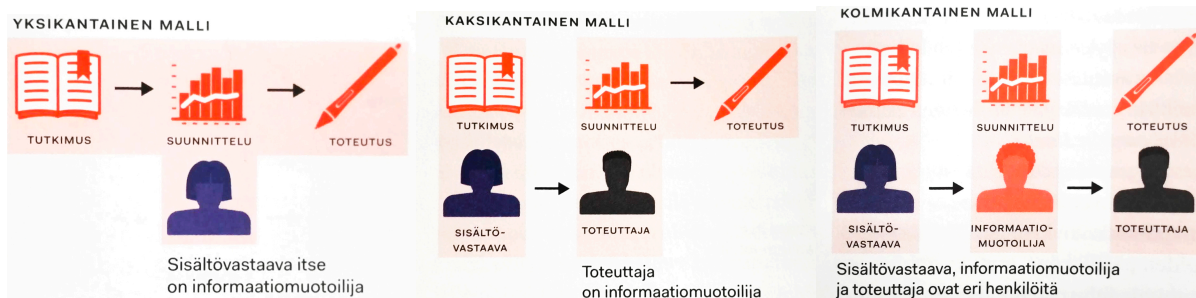 YKSIKANTAINEN MALLI
TUTKIMUS
SUUNNITTELU
TOTEUTUS
Sisältövastaava itse
on informaatiomuotoilija
KAKSIKANTAINEN MALLI
TUTKIMUS
SUUNNITTELU
TOTEUTUS
SISÄLTÖ-
VASTAAVA
TOTEUTTAJA
Toteuttaja
on informaatiomuotoilija
KOLMIKANTAINEN MALLI
TUTKIMUS
SUUNNITTELU
TOTEUTUS
SISÄLTÖ-
VASTAAVA
INFORMAATIO-
MUOTOILIJA
TOTEUTTAJA
Sisältövastaava, informaatiomuotoilija
ja toteuttaja ovat eri henkilöitä